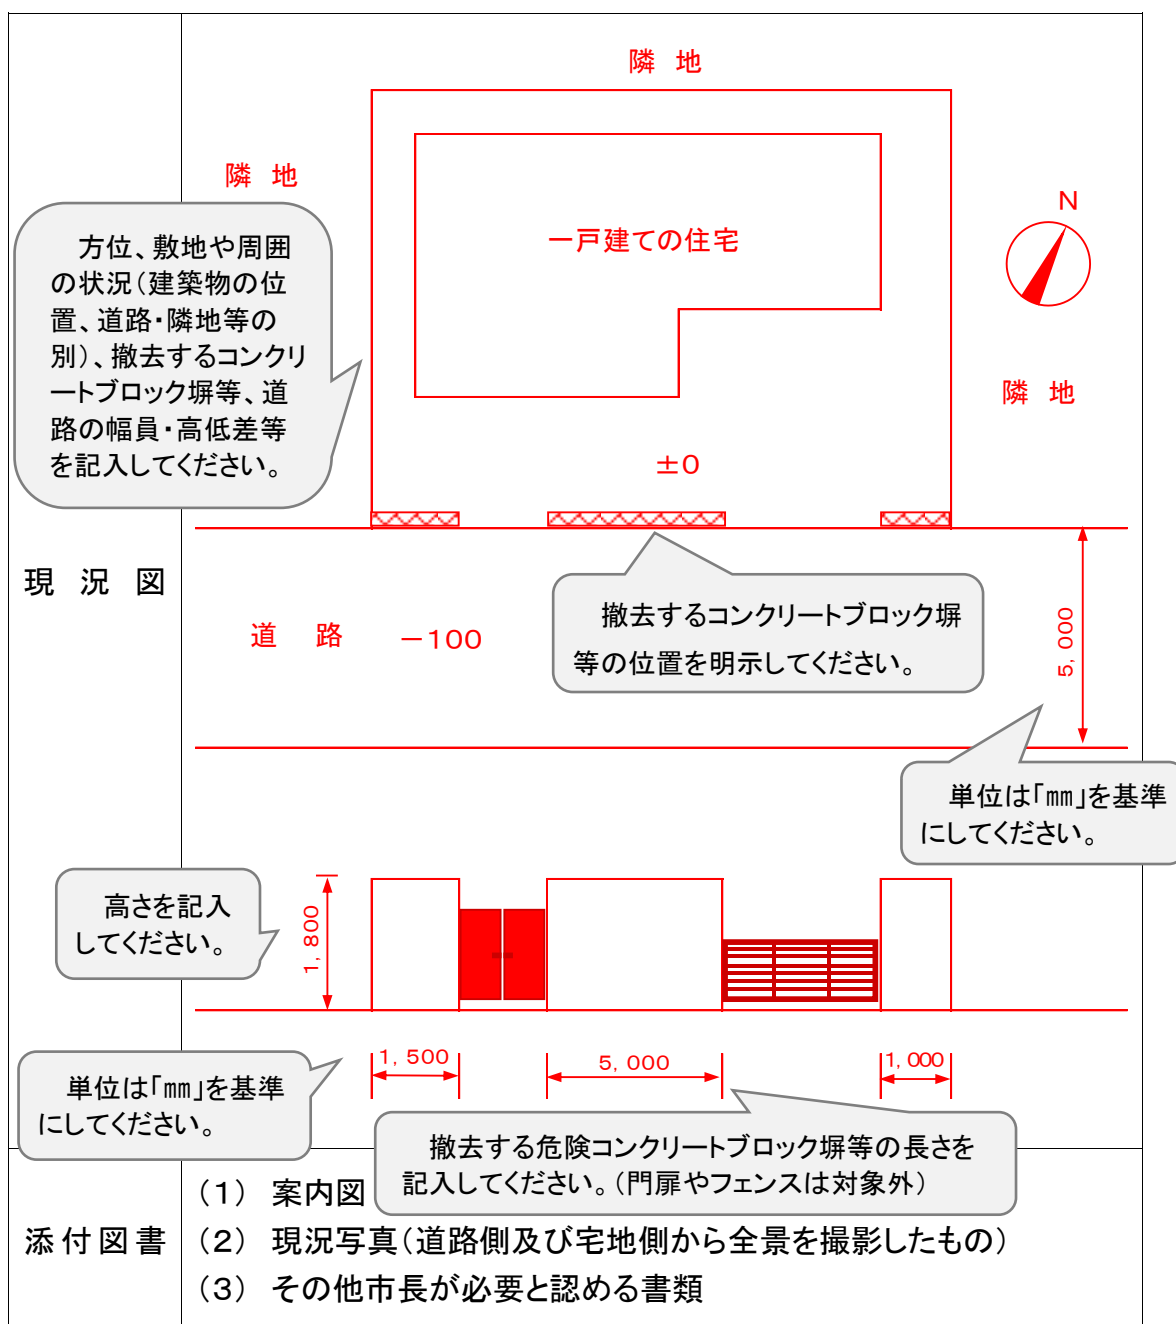 隣 地
隣 地
N
方位、敷地や周囲
の状況(建築物の位
置、道路・隣地等の
別)、撤去するコンクリ
ートブロック塀等、道
路の幅員・高低差等
を記入してください。
一戸建ての住宅
隣 地
±0
現 況 図
道 路 －100
撤去するコンクリートブロック塀
等の位置を明示してください。
5,000
単位は「㎜」を基準
にしてください。
高さを記入
してください。
1,800
1,500
5,000
1,000
単位は「㎜」を基準
にしてください。
撤去する危険コンクリートブロック塀等の長さを
記入してください。(門扉やフェンスは対象外)
添付図書
(1) 案内図
(2) 現況写真(道路側及び宅地側から全景を撮影したもの)
(3) その他市長が必要と認める書類